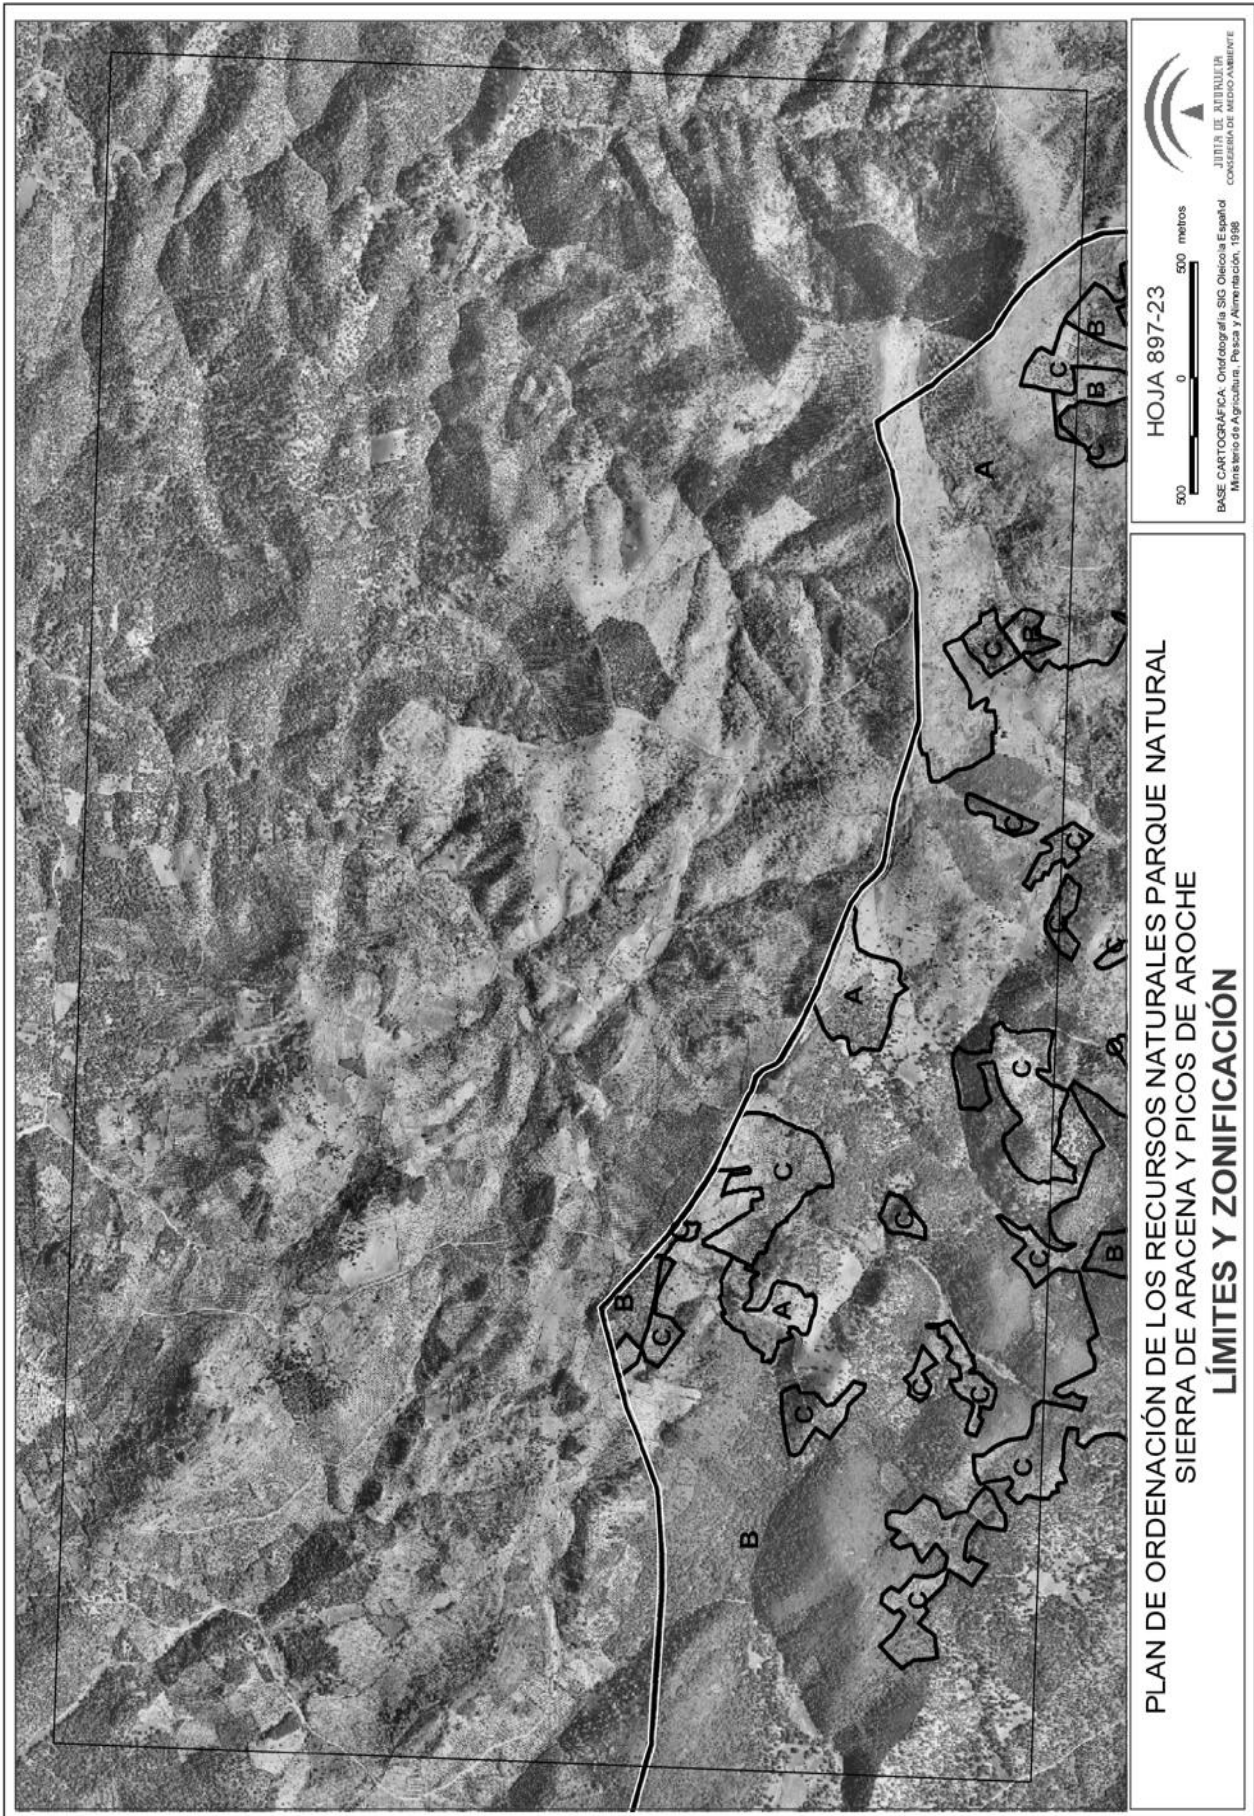 B
C
C
B
C
A
C
A
C
C
C
C
A
C
C
C
C
B
C
C
C
C
B
C
C
B
B
PLAN DE ORDENACIÓN DE LOS RECURSOS NATURALES PARQUE NATURAL
SIERRA DE ARACENA Y PICOS DE AROCHE
LÍMITES Y ZONIFICACIÓN
HOJA 897-23
500 0 500 metros
BASE CARTOGRÁFICA: Ortofotografía SIG Oleícola Español
Ministerio de Agricultura, Pesca y Alimentación, 1998
JUNTA DE ANDALUCIA
CONSEJERÍA DE MEDIO AMBIENTE